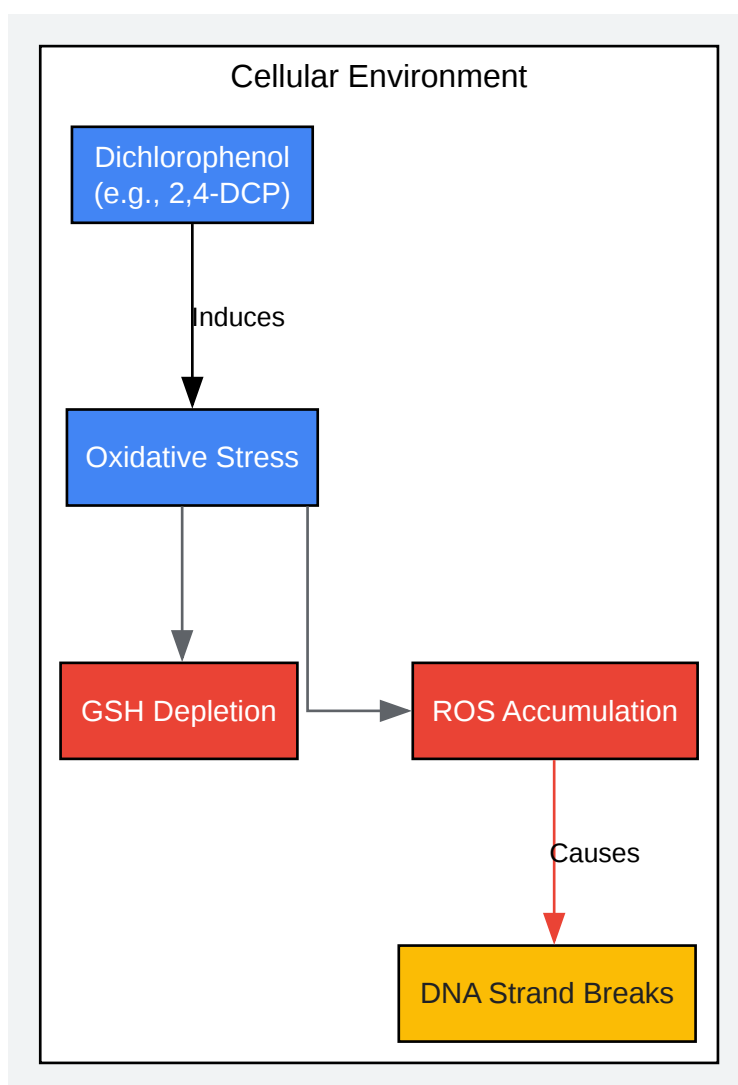 Cellular Environment
Dichlorophenol
(e.g., 2,4-DCP)
Induces
Oxidative Stress
GSH Depletion
ROS Accumulation
Causes
DNA Strand Breaks